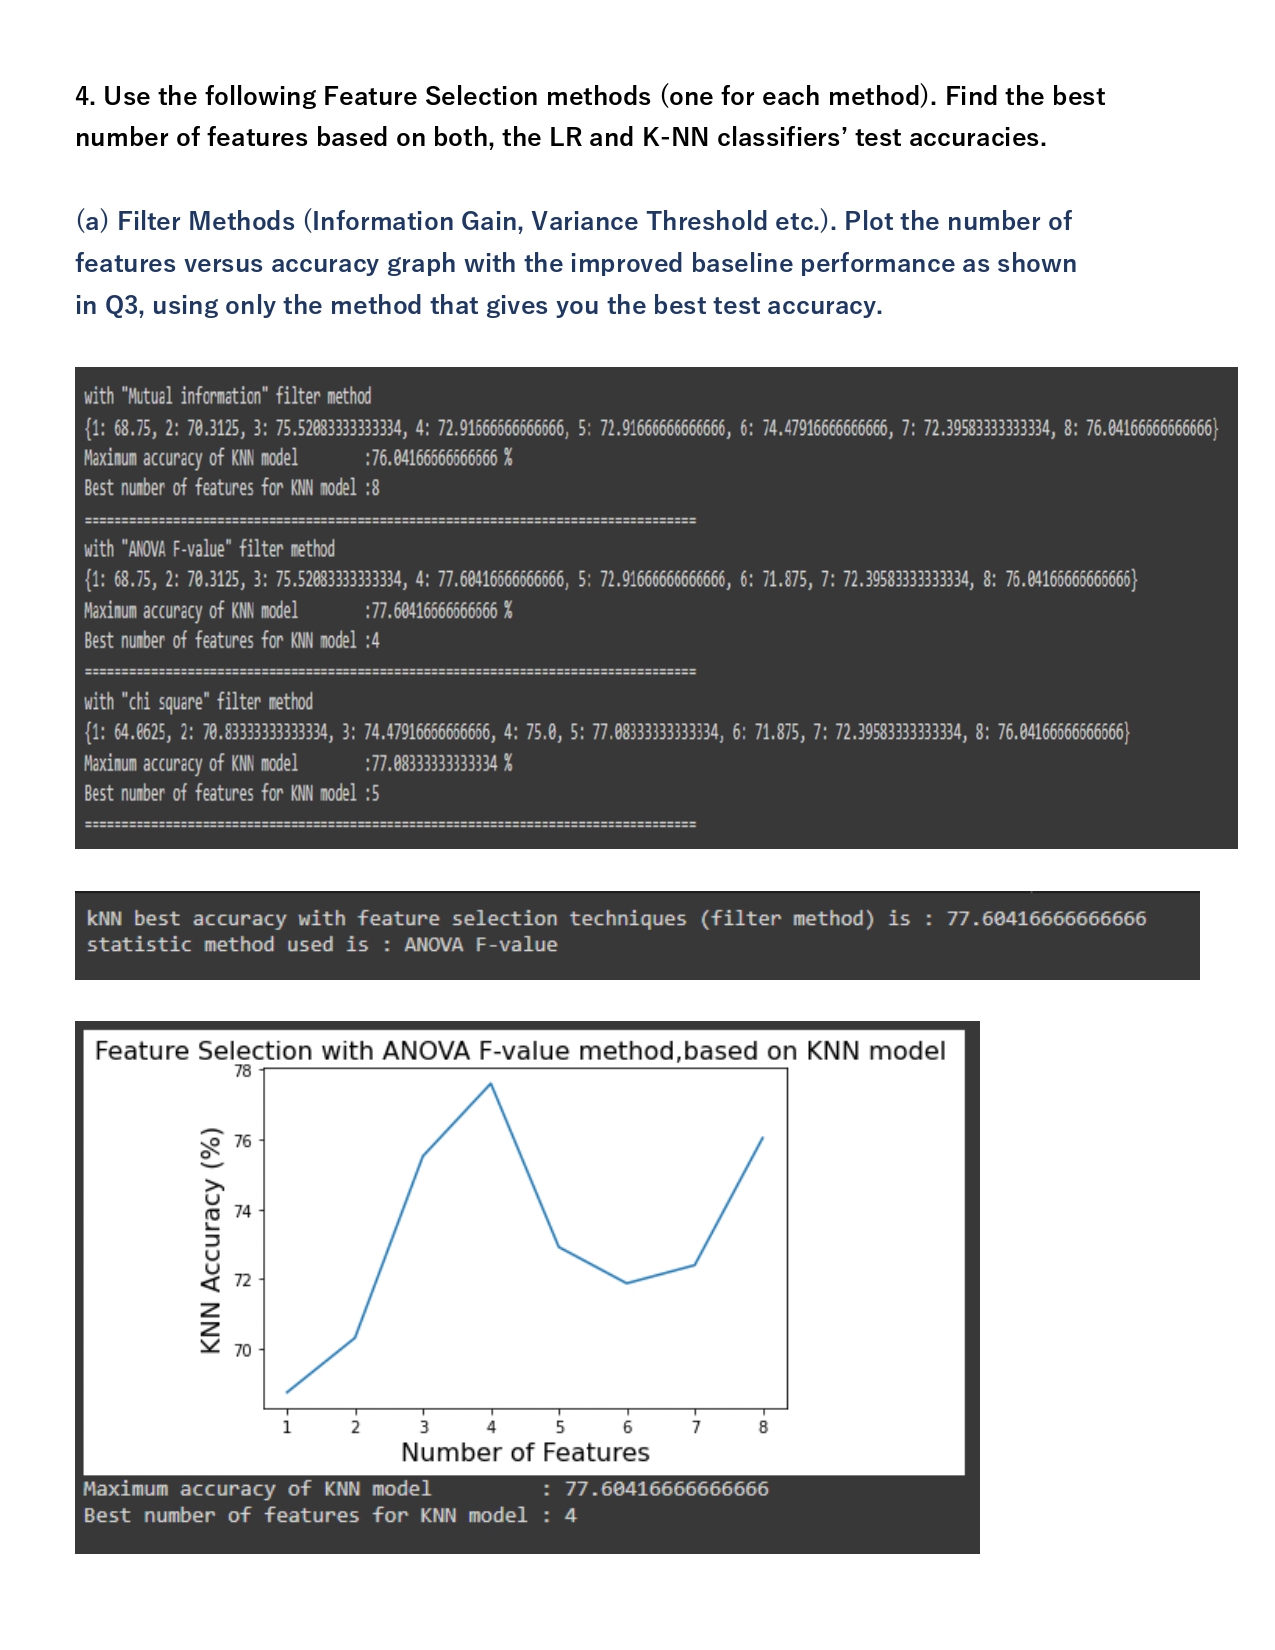 4. Use the following Feature Selection methods (one for each method). Find the best
number of features based on both, the LR and K-NN classifiers’ test accuracies.
(a) Filter Methods (Information Gain, Variance Threshold etc.). Plot the number of
features versus accuracy graph with the improved baseline performance as shown
in Q3, using only the method that gives you the best test accuracy.
with "Mutual information" filter method
{1: 68.75, 2: 70.3125, 3: 75.52083333333334, 4: 72.91666666666666, 5: 72.91666666666666, 6: 74.47916666666666, 7: 72.39583333333334, 8: 76.04166666666666}
Maximum accuracy of KNN model :76.04166666666666 %
Best number of features for KNN model :8
====================================================================================
with "ANOVA F-value" filter method
{1: 68.75, 2: 70.3125, 3: 75.52083333333334, 4: 77.60416666666666, 5: 72.91666666666666, 6: 71.875, 7: 72.39583333333334, 8: 76.04166666666666}
Maximum accuracy of KNN model :77.60416666666666 %
Best number of features for KNN model :4
====================================================================================
with "chi square" filter method
{1: 64.0625, 2: 70.83333333333334, 3: 74.47916666666666, 4: 75.0, 5: 77.08333333333334, 6: 71.875, 7: 72.39583333333334, 8: 76.04166666666666}
Maximum accuracy of KNN model :77.08333333333334 %
Best number of features for KNN model :5
====================================================================================
kNN best accuracy with feature selection techniques (filter method) is : 77.60416666666666
statistic method used is : ANOVA F-value
Feature Selection with ANOVA F-value method,based on KNN model
78
76
74
72
70
KNN Accuracy (%)
1 2 3 4 5 6 7 8
Number of Features
Maximum accuracy of KNN model : 77.60416666666666
Best number of features for KNN model : 4